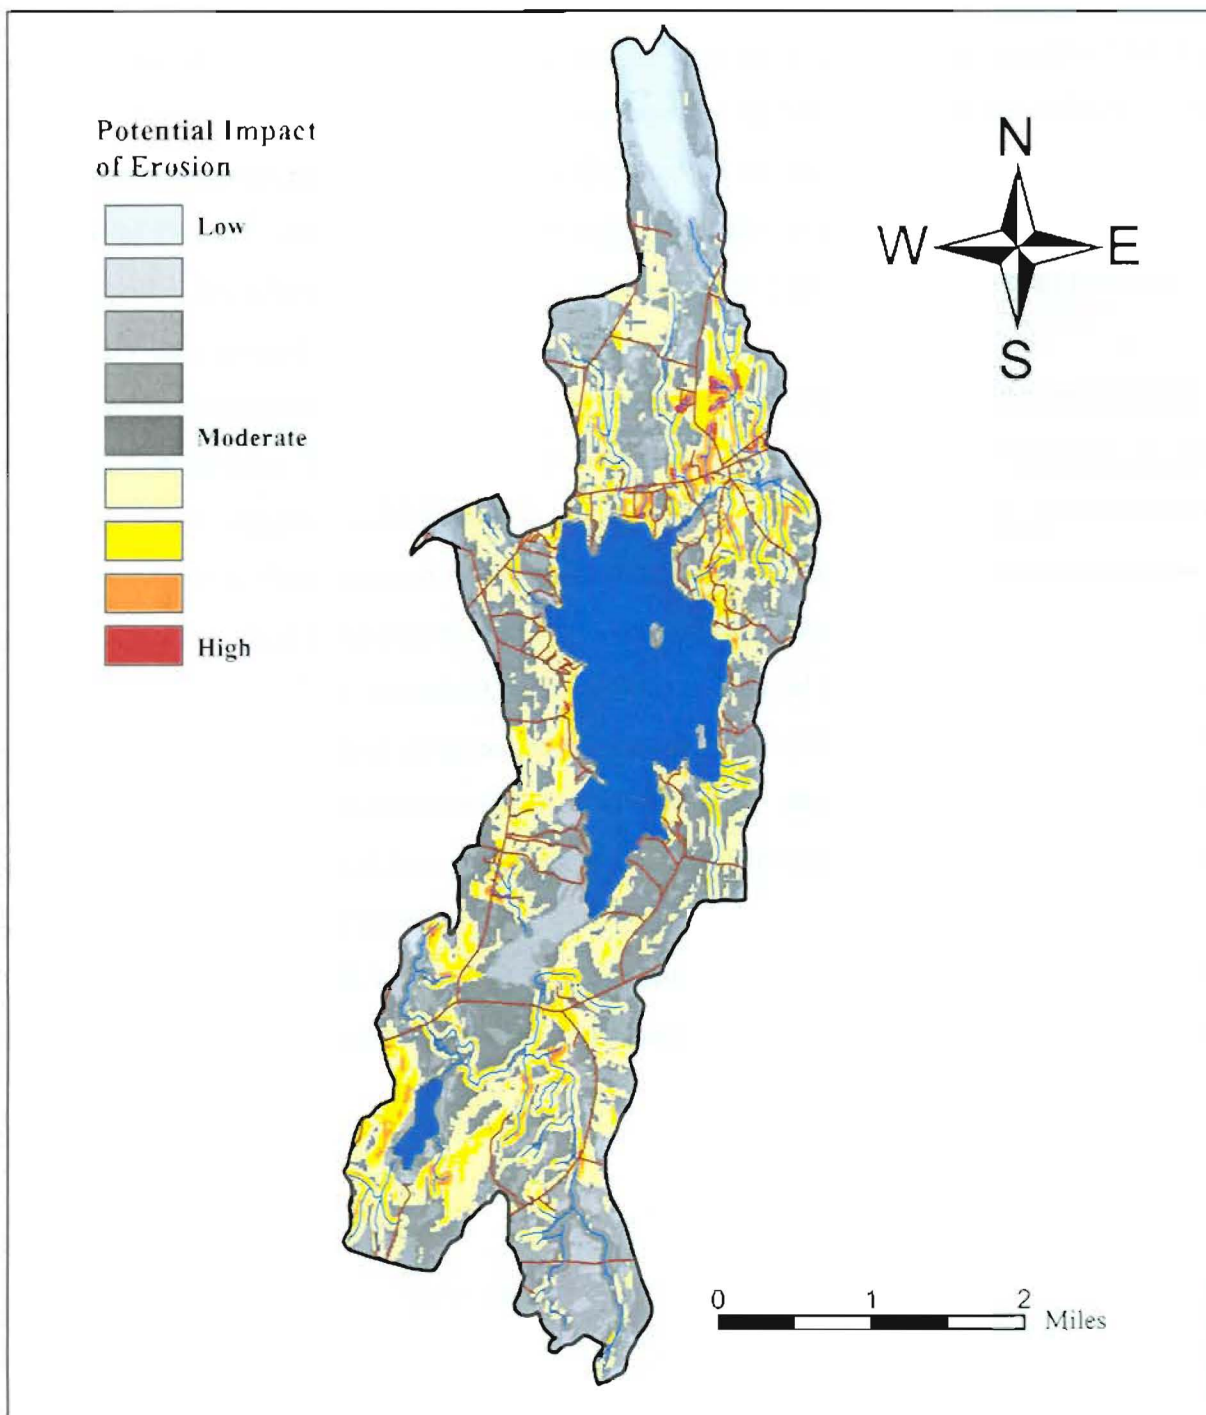 Potential Impact
of Erosion
Low
Moderate
High
N
W E
S
0 1 2
Miles